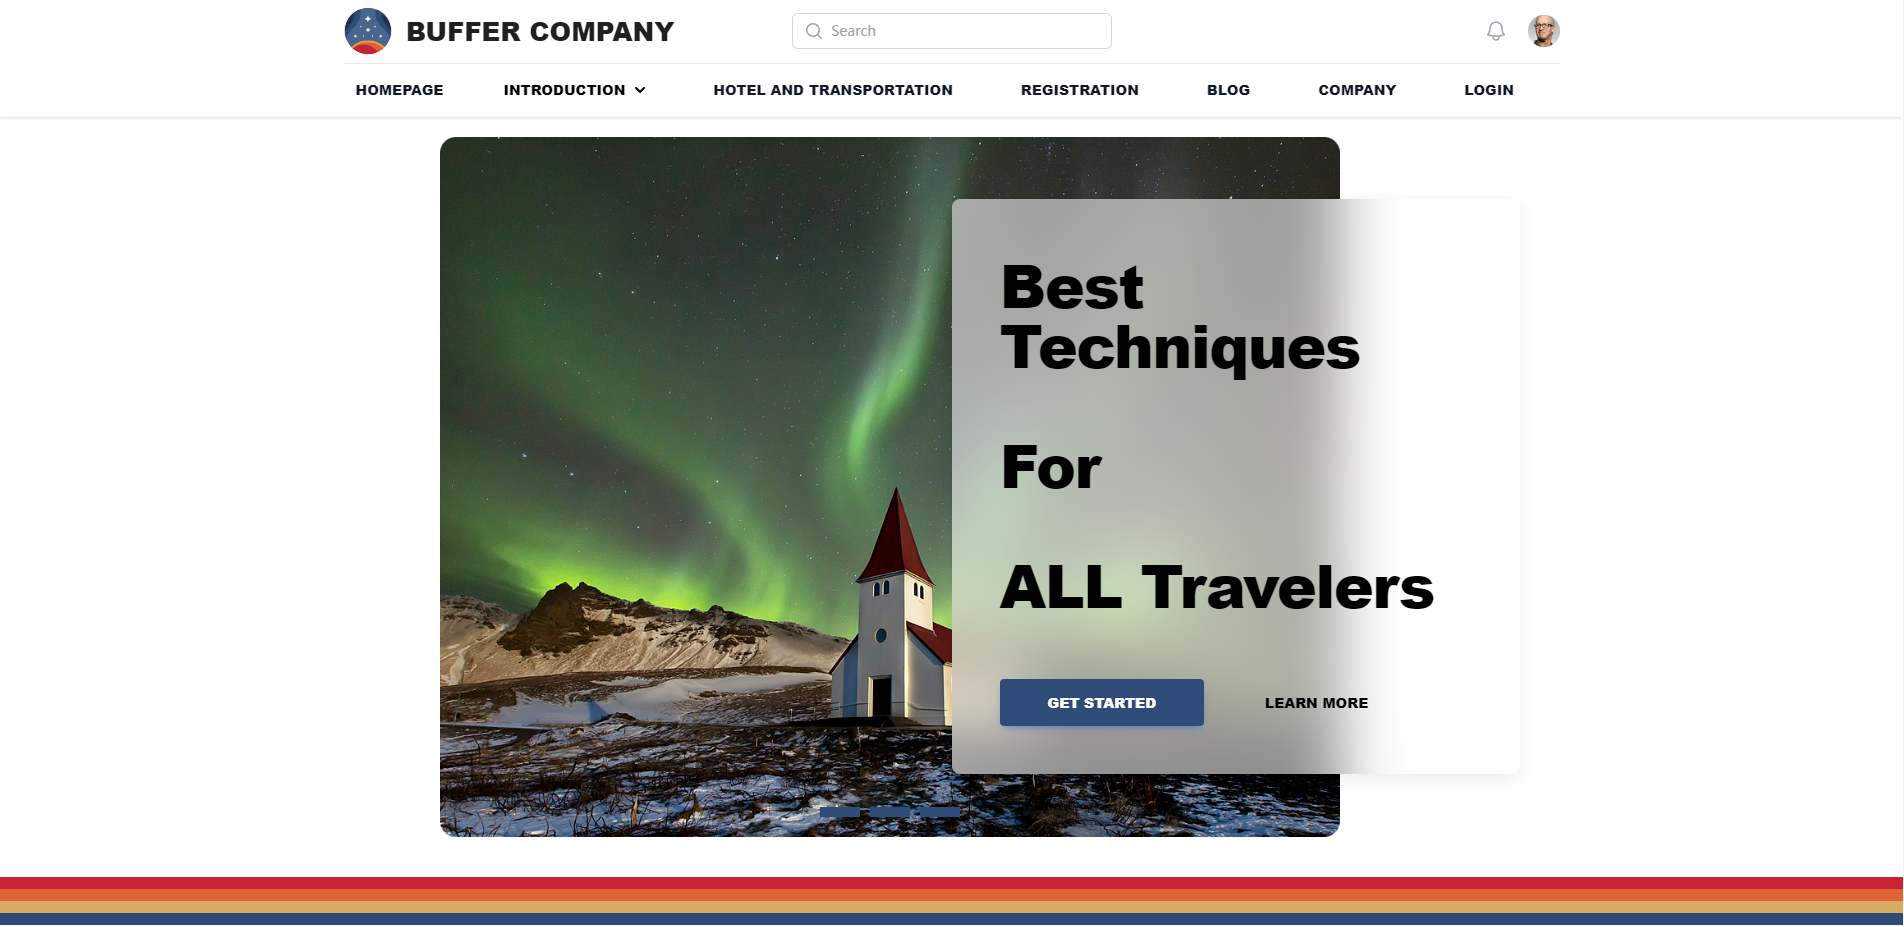 BUFFER COMPANY
Search
HOMEPAGE INTRODUCTION HOTEL AND TRANSPORTATION REGISTRATION BLOG COMPANY LOGIN
Best
Techniques
For
ALL Travelers
GET STARTED LEARN MORE